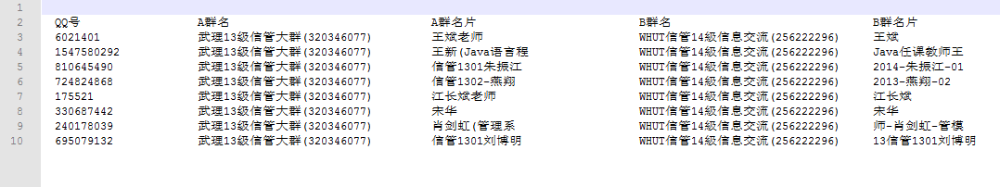 1
2 QQ号 A群名 A群名片 B群名 B群名片
3 6021401 武理13级信管大群(320346077) 王斌老师 WHUT信管14級信息交流(256222296) 王斌
4 1547580292 武理13级信管大群(320346077) 王新(Java语言程 WHUT信管14級信息交流(256222296) Java任课教师王
5 810645490 武理13级信管大群(320346077) 信管1301朱振江 WHUT信管14級信息交流(256222296) 2014-朱振江-01
6 724824868 武理13级信管大群(320346077) 信管1302-燕翔 WHUT信管14級信息交流(256222296) 2013-燕翔-02
7 175521 武理13级信管大群(320346077) 江长斌老师 WHUT信管14級信息交流(256222296) 江长斌
8 330687442 武理13级信管大群(320346077) 宋华 WHUT信管14級信息交流(256222296) 宋华
9 240178039 武理13级信管大群(320346077) 肖剑虹(管理系 WHUT信管14級信息交流(256222296) 师-肖剑虹-管模
10 695079132 武理13级信管大群(320346077) 信管1301刘博明 WHUT信管14級信息交流(256222296) 13信管1301刘博明